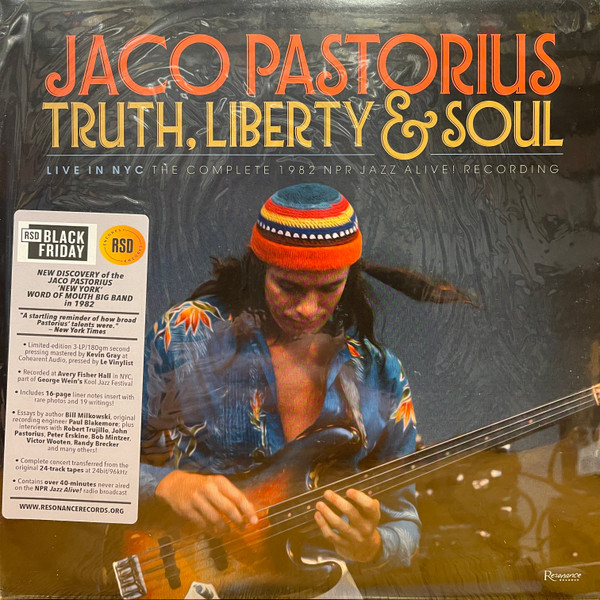 JACO PASTORIUS
TRUTH, LIBERTY & SOUL
LIVE IN NYC THE COMPLETE 1982 NPR JAZZ ALIVE! RECORDING
RSD BLACK FRIDAY
RSD
NEW DISCOVERY of the
JACO PASTORIUS
'NEW YORK'
WORD OF MOUTH BIG BAND
in 1982
"A startling reminder of how broad
Pastorius' talents were."
– New York Times
• Limited-edition 3-LP/180gm second
pressing mastered by Kevin Gray at
Cohearent Audio, pressed by Le Vinylist
• Recorded at Avery Fisher Hall in NYC,
part of George Wein's Kool Jazz Festival
• Includes 16-page liner notes insert with
rare photos and 19 writings!
• Essays by author Bill Milkowski, original
recording engineer Paul Blakemore; plus
interviews with Robert Trujillo, John
Pastorius, Peter Erskine, Bob Mintzer,
Victor Wooten, Randy Brecker
and many others!
• Complete concert transferred from the
original 24-track tapes at 24bit/96kHz
• Contains over 40-minutes never aired
on the NPR Jazz Alive! radio broadcast
WWW.RESONANCERECORDS.ORG
Resonance
RECORDS